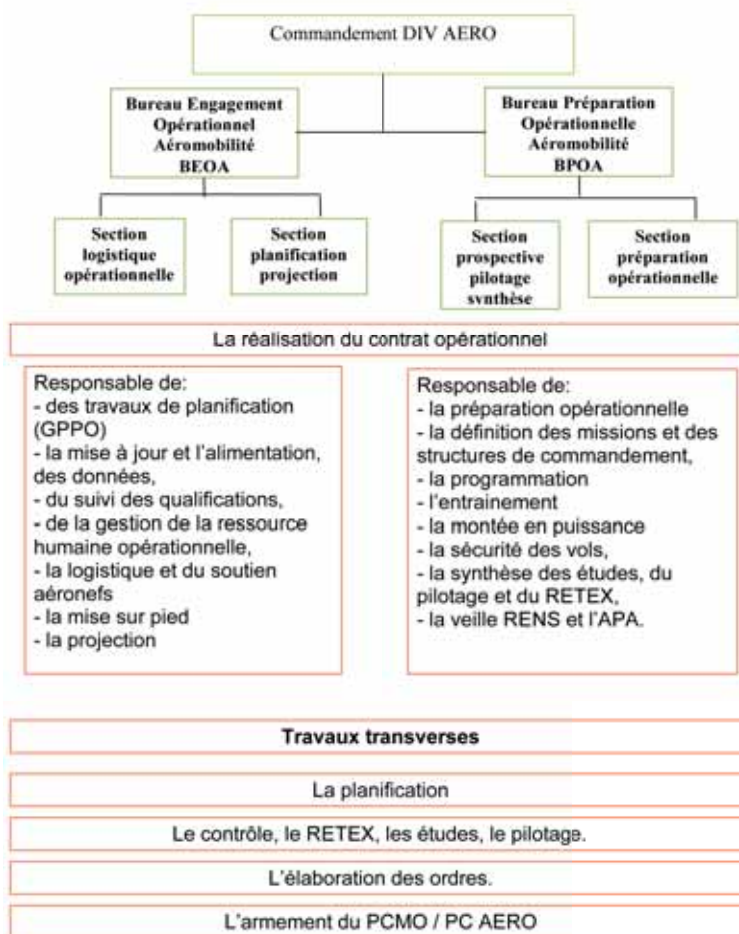 Commandement DIV AERO
Bureau Engagement
Opérationnel
Aéromobilité
BEOA
Bureau Préparation
Opérationnelle
Aéromobilité
BPOA
Section
logistique
opérationnelle
Section
planification
projection
Section
prospective
pilotage
synthèse
Section
préparation
opérationnelle
La réalisation du contrat opérationnel
Responsable de:
- des travaux de planification
(GPPO)
- la mise à jour et l'alimentation,
des données,
- du suivi des qualifications,
- de la gestion de la ressource
humaine opérationnelle,
- la logistique et du soutien
aéronefs
- la mise sur pied
- la projection
Responsable de:
- la préparation opérationnelle
- la définition des missions et des
structures de commandement,
- la programmation
- l'entrainement
- la montée en puissance
- la sécurité des vols,
- la synthèse des études, du
pilotage et du RETEX,
- la veille RENS et l'APA.
Travaux transverses
La planification
Le contrôle, le RETEX, les études, le pilotage.
L'élaboration des ordres.
L'armement du PCMO / PC AERO